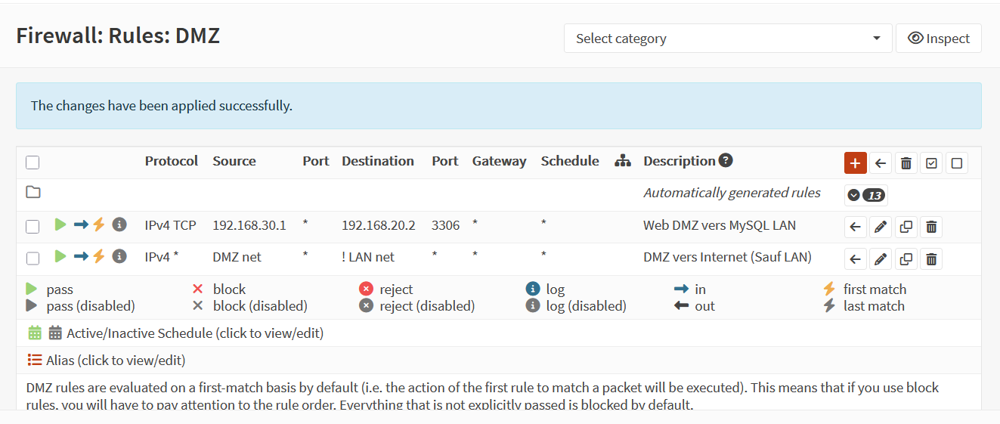 Firewall: Rules: DMZ
Select category
Inspect
The changes have been applied successfully.
Protocol Source Port Destination Port Gateway Schedule Description
Automatically generated rules 13
IPv4 TCP 192.168.30.1 * 192.168.20.2 3306 * * Web DMZ vers MySQL LAN
IPv4 * DMZ net * ! LAN net * * * DMZ vers Internet (Sauf LAN)
pass block reject log in first match
pass (disabled) block (disabled) reject (disabled) log (disabled) out last match
Active/Inactive Schedule (click to view/edit)
Alias (click to view/edit)
DMZ rules are evaluated on a first-match basis by default (i.e. the action of the first rule to match a packet will be executed). This means that if you use block
rules, you will have to pay attention to the rule order. Everything that is not explicitly passed is blocked by default.